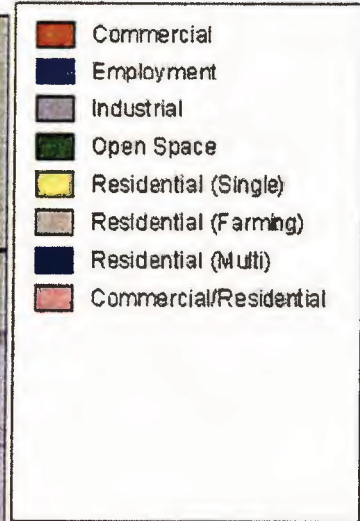 Commercial
Employment
Industrial
Open Space
Residential (Single)
Residential (Farming)
Residential (Multi)
Commercial/Residential